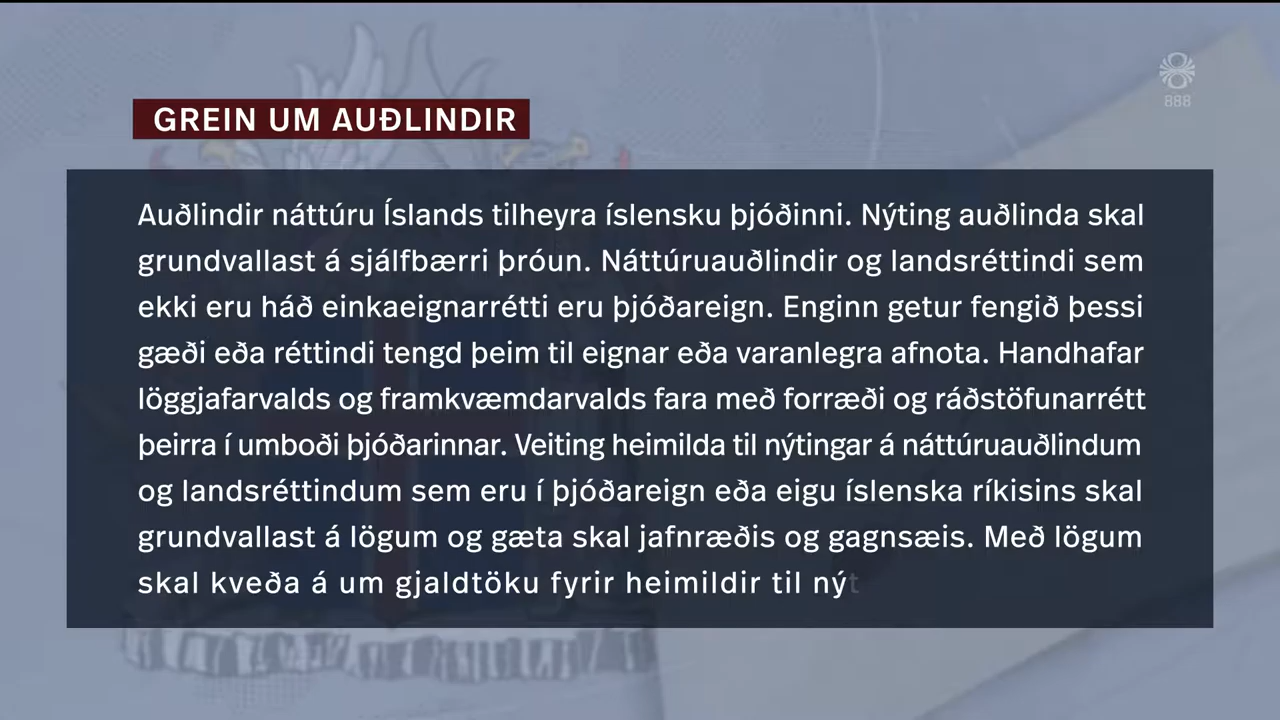 888
GREIN UM AUÐLINDIR
Auðlindir náttúru Íslands tilheyra íslensku þjóðinni. Nýting auðlinda skal
grundvallast á sjálfbærri þróun. Náttúruauðlindir og landsréttindi sem
ekki eru háð einkaeignarrétti eru þjóðareign. Enginn getur fengið þessi
gæði eða réttindi tengd þeim til eignar eða varanlegra afnota. Handhafar
löggjafarvalds og framkvæmdarvalds fara með forræði og ráðstöfunarrétt
þeirra í umboði þjóðarinnar. Veiting heimilda til nýtingar á náttúruauðlindum
og landsréttindum sem eru í þjóðareign eða eigu íslenska ríkisins skal
grundvallast á lögum og gæta skal jafnræðis og gagnsæis. Með lögum
skal kveða á um gjaldtöku fyrir heimildir til nýt